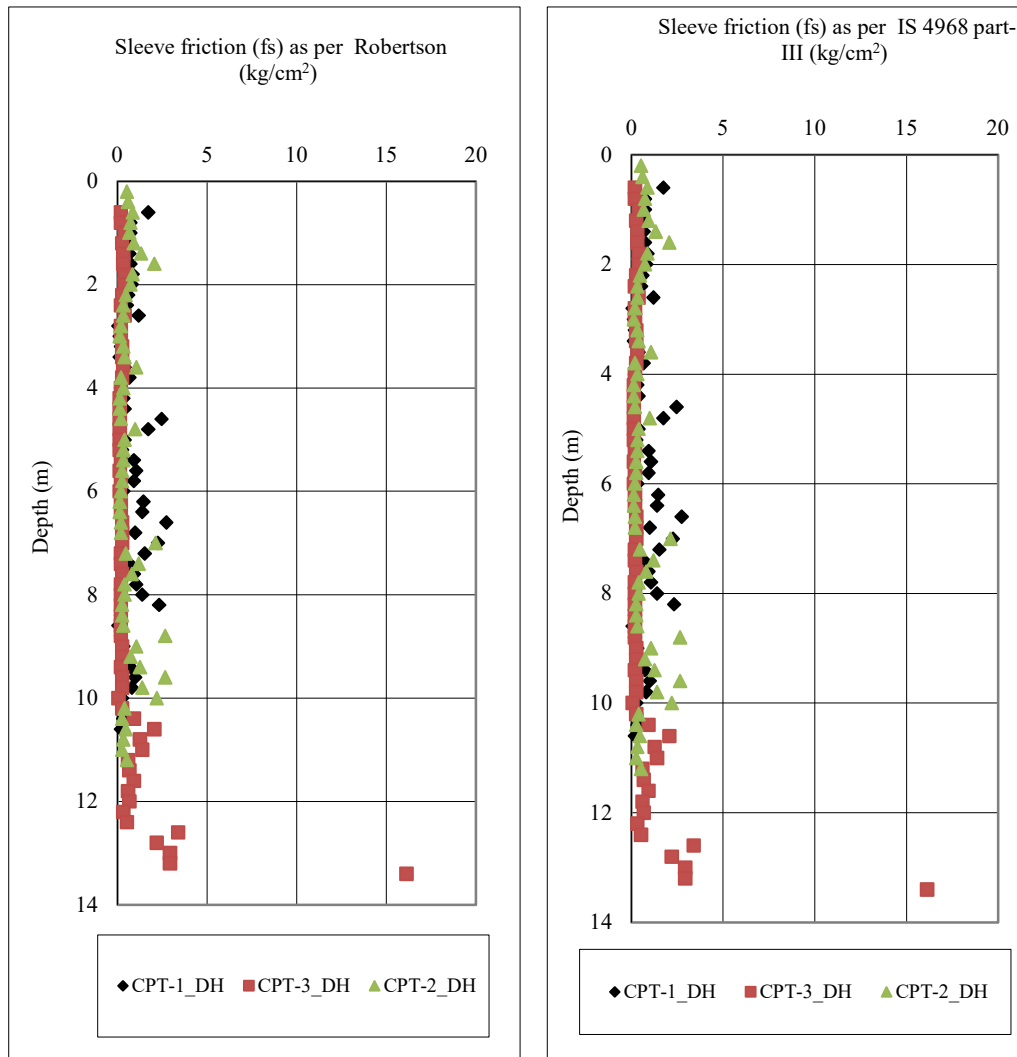 Sleeve friction (fs) as per Robertson
(kg/cm²)
0 5 10 15 20
0
2
4
6
8
10
12
14
Depth (m)
CPT-1_DH CPT-3_DH CPT-2_DH
Sleeve friction (fs) as per IS 4968 part-
III (kg/cm²)
0 5 10 15 20
0
2
4
6
8
10
12
14
Depth (m)
CPT-1_DH CPT-3_DH CPT-2_DH